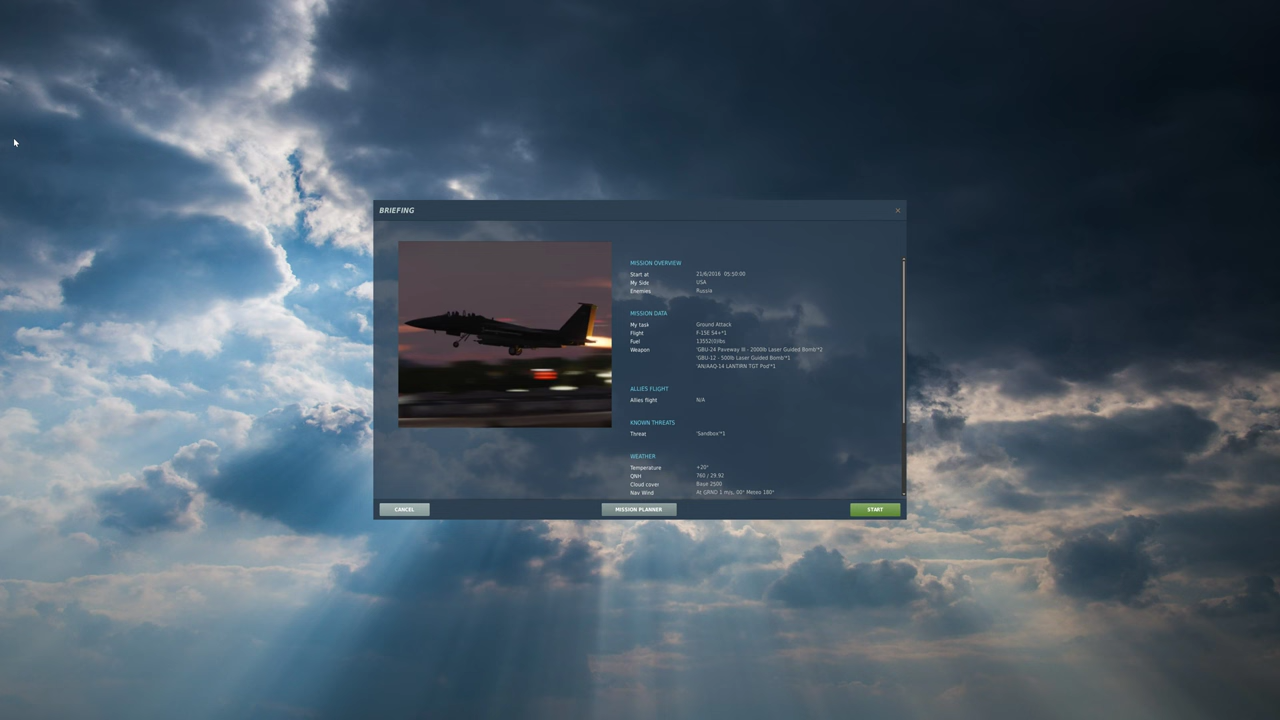 BRIEFING
MISSION OVERVIEW
Start at 21/6/2016 05:50:00
My Side USA
Enemies Russia
MISSION DATA
My task Ground Attack
Flight F-15E S4+*1
Fuel 13552(0)lbs
Weapon 'GBU-24 Paveway III - 2000lb Laser Guided Bomb'*2
'GBU-12 - 500lb Laser Guided Bomb'*1
'AN/AAQ-14 LANTIRN TGT Pod'*1
ALLIES FLIGHT
Allies flight N/A
KNOWN THREATS
Threat 'Sandbox'*1
WEATHER
Temperature +20°
QNH 760 / 29.92
Cloud cover Base 2500
Nav Wind At GRND 1 m/s, 00° Meteo 180°
CANCEL MISSION PLANNER START